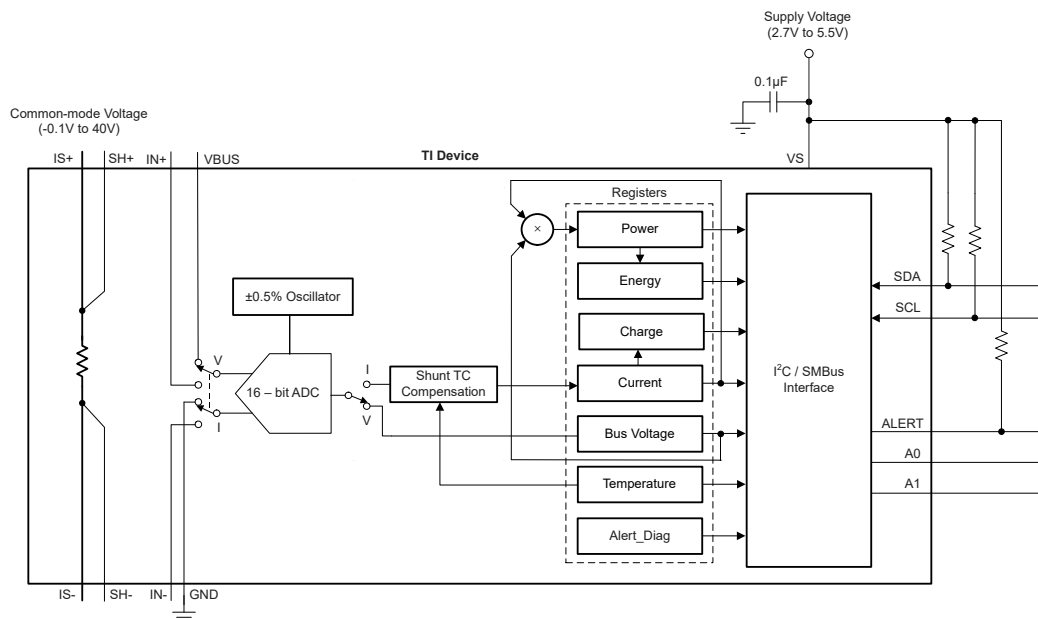 Supply Voltage
(2.7V to 5.5V)
0.1µF
Common-mode Voltage
(-0.1V to 40V)
IS+
SH+
IN+
VBUS
TI Device
VS
Registers
×
Power
Energy
Charge
Current
Bus Voltage
Temperature
Alert_Diag
±0.5% Oscillator
V
I
16 – bit ADC
I
V
Shunt TC
Compensation
I²C / SMBus
Interface
SDA
SCL
ALERT
A0
A1
IS-
SH-
IN-
GND